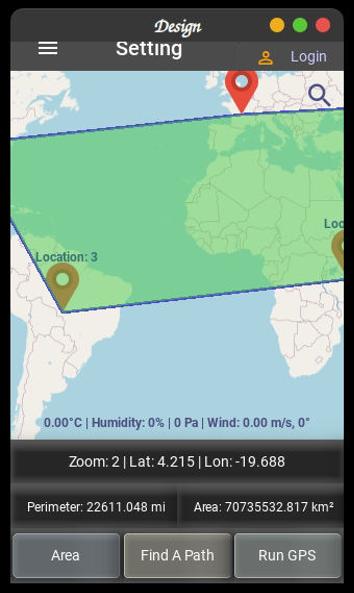 Design
Setting
Login
Location: 3
Loc
0.00°C | Humidity: 0% | 0 Pa | Wind: 0.00 m/s, 0°
Zoom: 2 | Lat: 4.215 | Lon: -19.688
Perimeter: 22611.048 mi
Area: 70735532.817 km²
Area
Find A Path
Run GPS